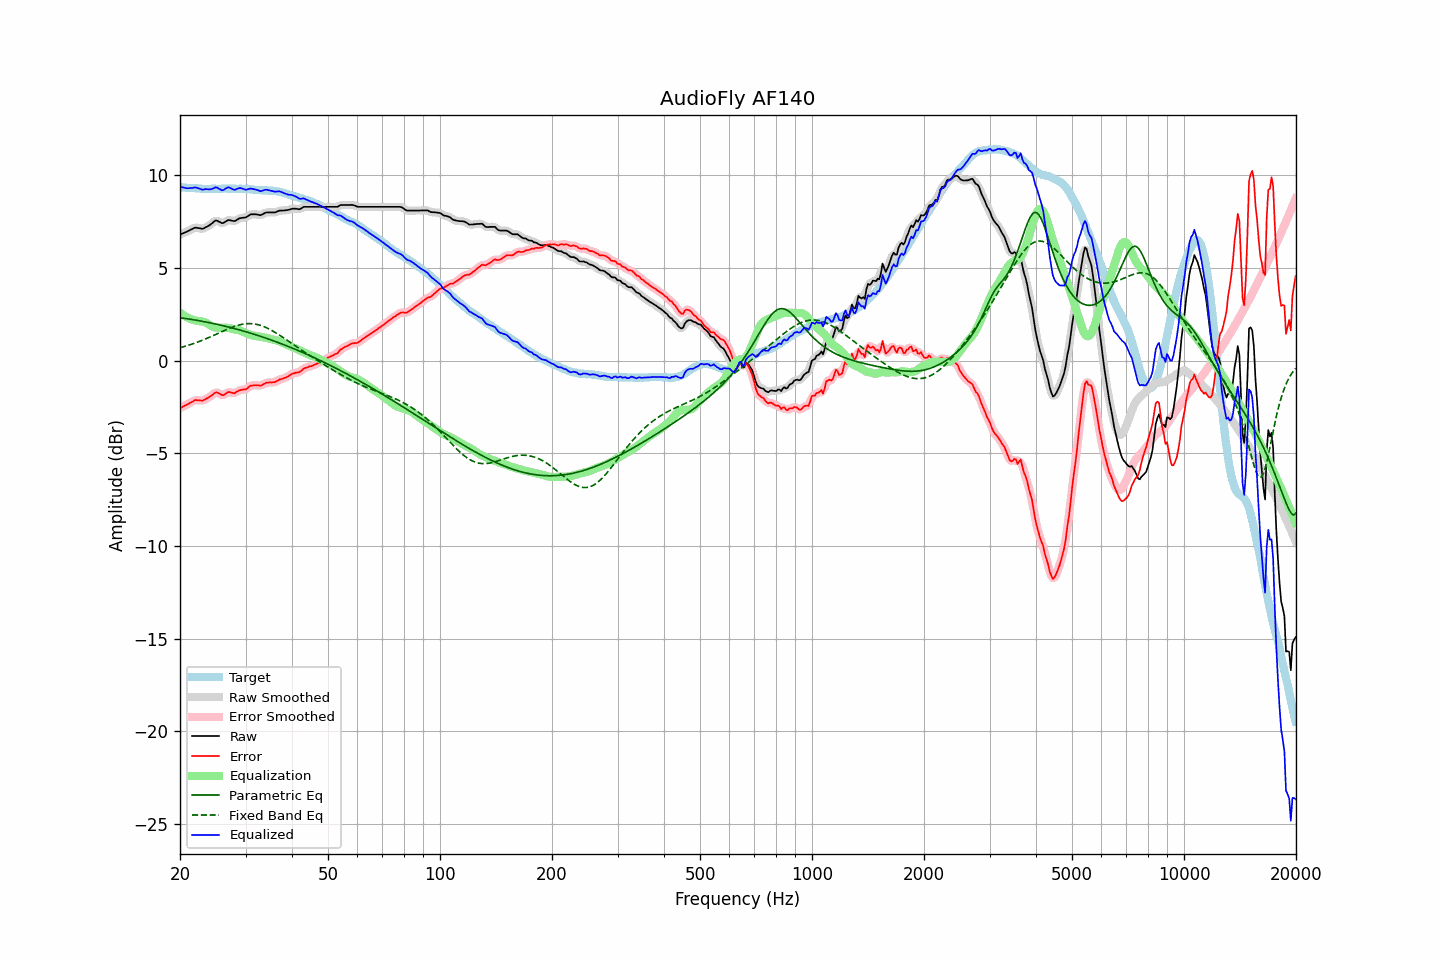 AudioFly AF140
Amplitude (dBr)
10
5
0
−5
−10
−15
−20
−25
Target
Raw Smoothed
Error Smoothed
Raw
Error
Equalization
Parametric Eq
Fixed Band Eq
Equalized
20 50 100 200 500 1000 2000 5000 10000 20000
Frequency (Hz)